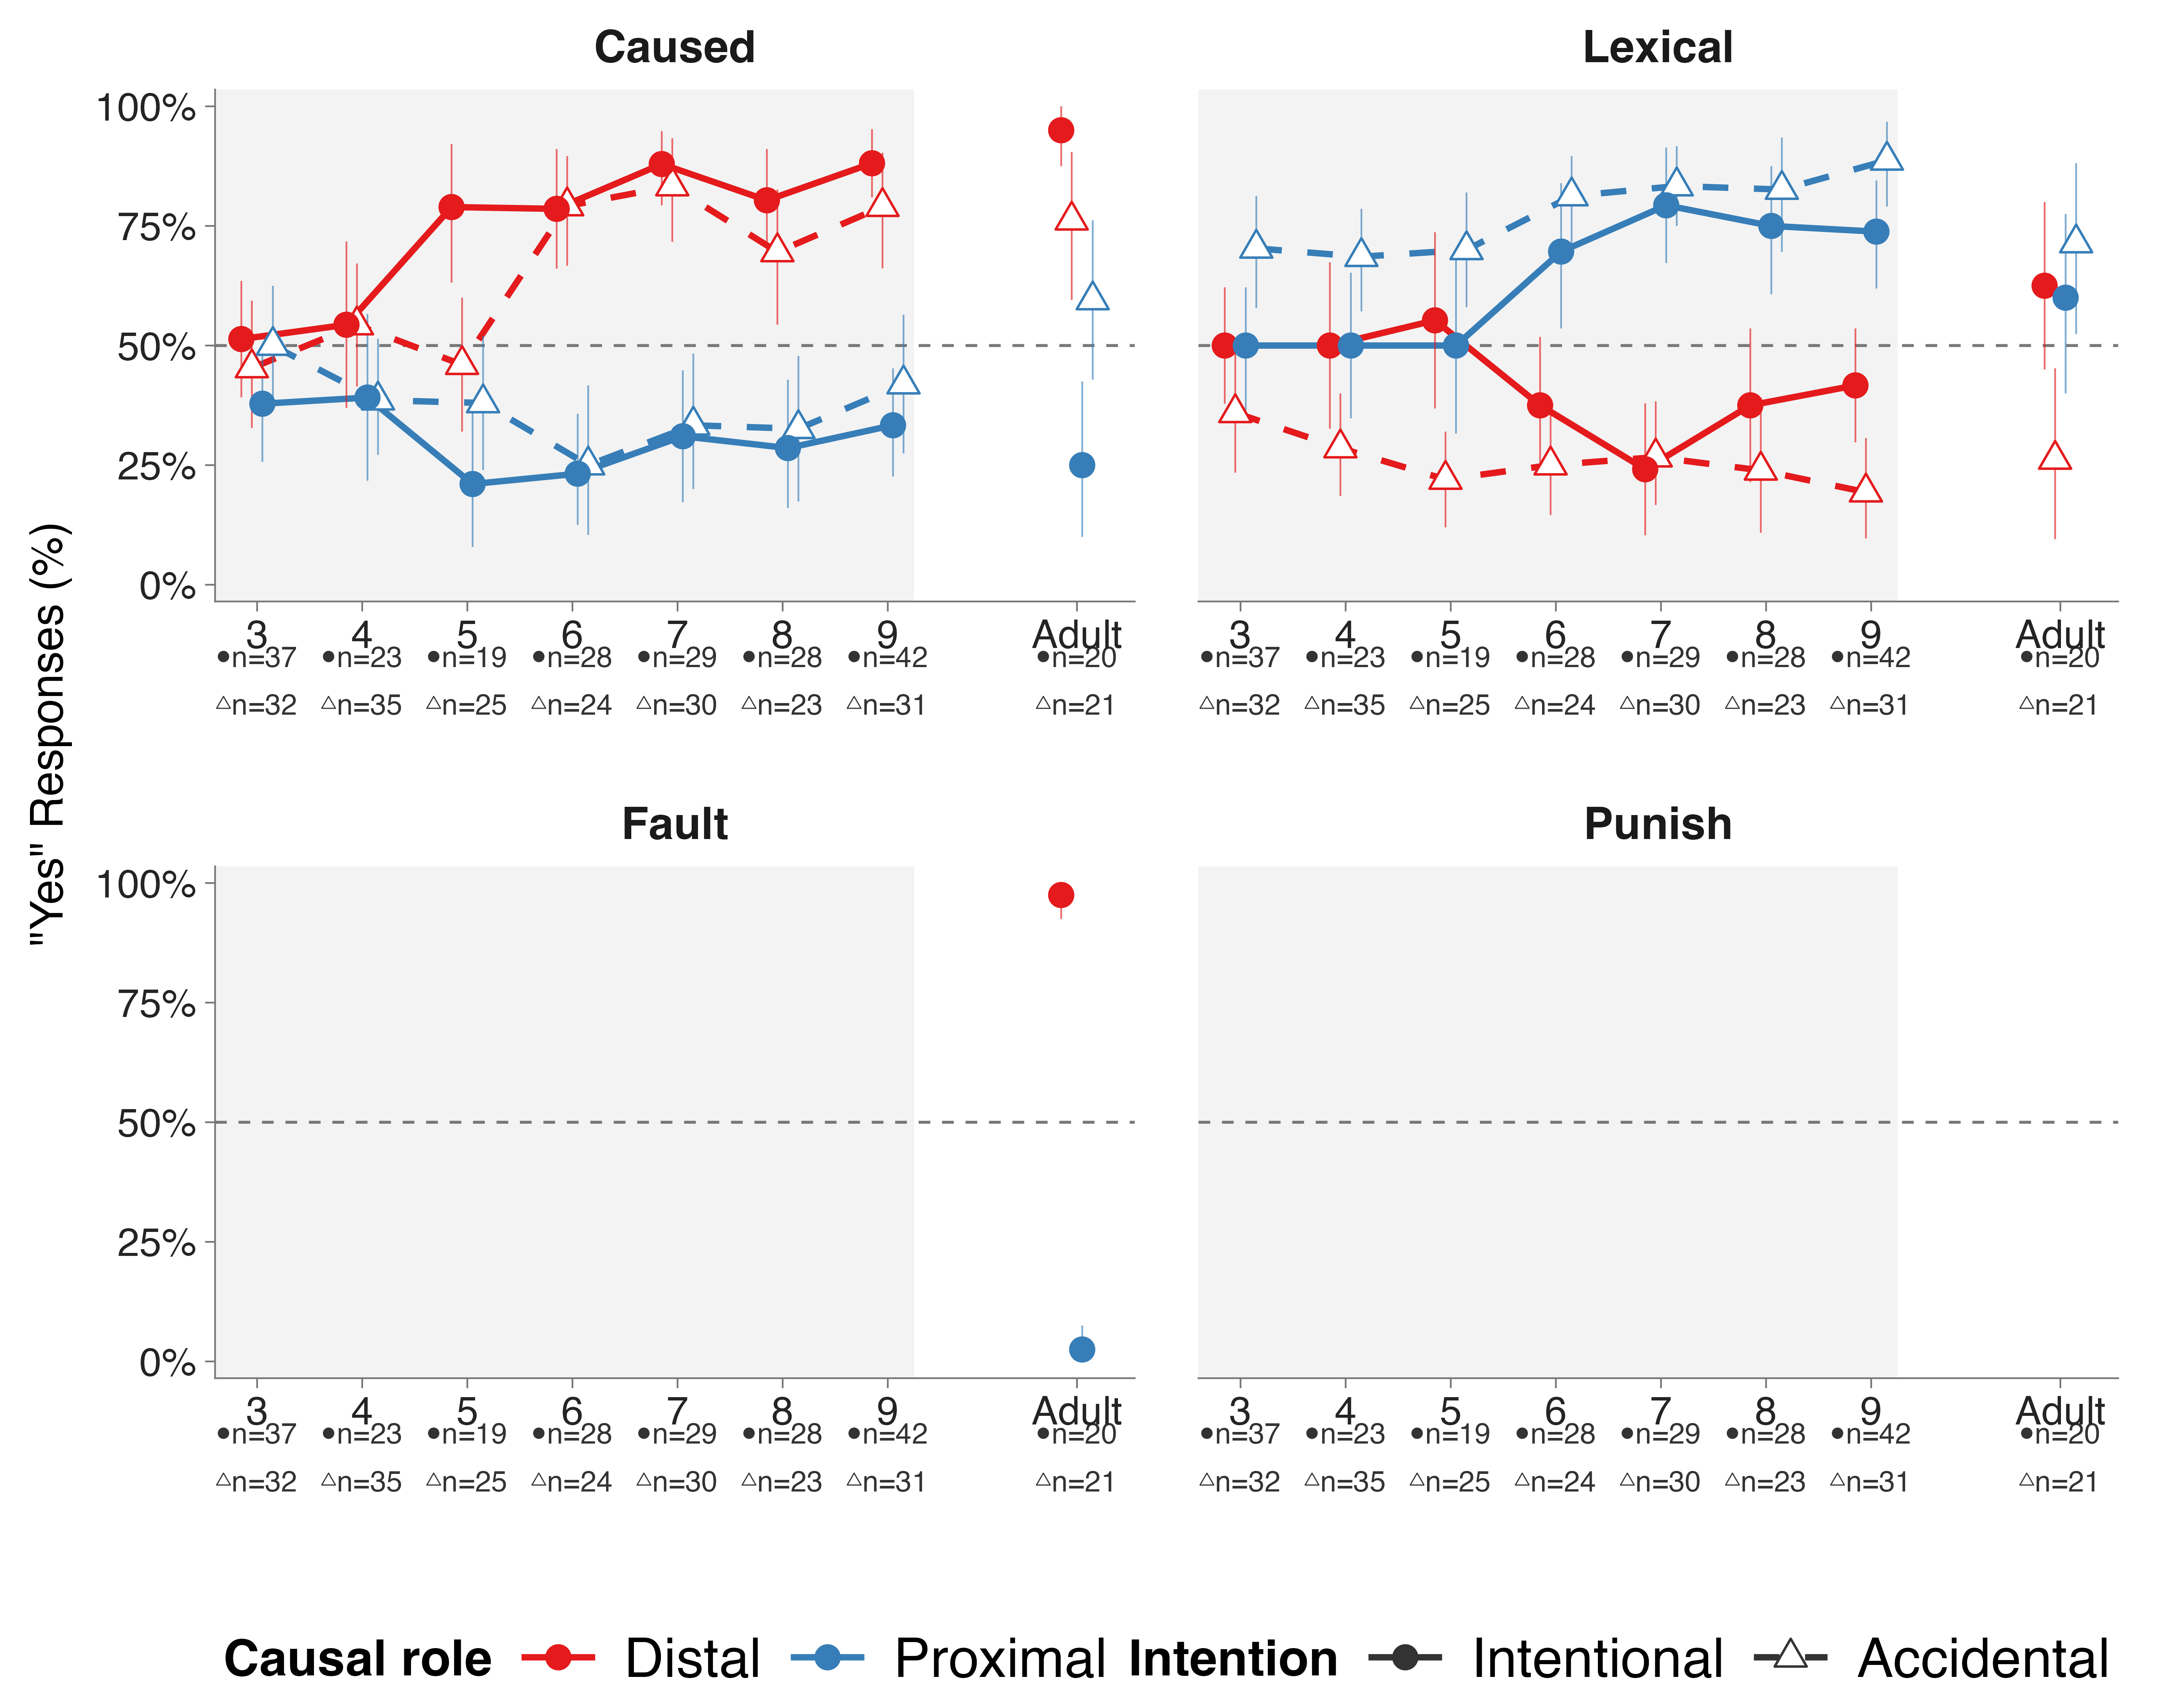 Caused
Lexical
"Yes" Responses (%)
100%
75%
50%
25%
0%
3 4 5 6 7 8 9 Adult
●n=37 ●n=23 ●n=19 ●n=28 ●n=29 ●n=28 ●n=42 ●n=20
△n=32 △n=35 △n=25 △n=24 △n=30 △n=23 △n=31 △n=21
3 4 5 6 7 8 9 Adult
●n=37 ●n=23 ●n=19 ●n=28 ●n=29 ●n=28 ●n=42 ●n=20
△n=32 △n=35 △n=25 △n=24 △n=30 △n=23 △n=31 △n=21
Fault
Punish
100%
75%
50%
25%
0%
3 4 5 6 7 8 9 Adult
●n=37 ●n=23 ●n=19 ●n=28 ●n=29 ●n=28 ●n=42 ●n=20
△n=32 △n=35 △n=25 △n=24 △n=30 △n=23 △n=31 △n=21
3 4 5 6 7 8 9 Adult
●n=37 ●n=23 ●n=19 ●n=28 ●n=29 ●n=28 ●n=42 ●n=20
△n=32 △n=35 △n=25 △n=24 △n=30 △n=23 △n=31 △n=21
Causal role Distal Proximal Intention Intentional Accidental